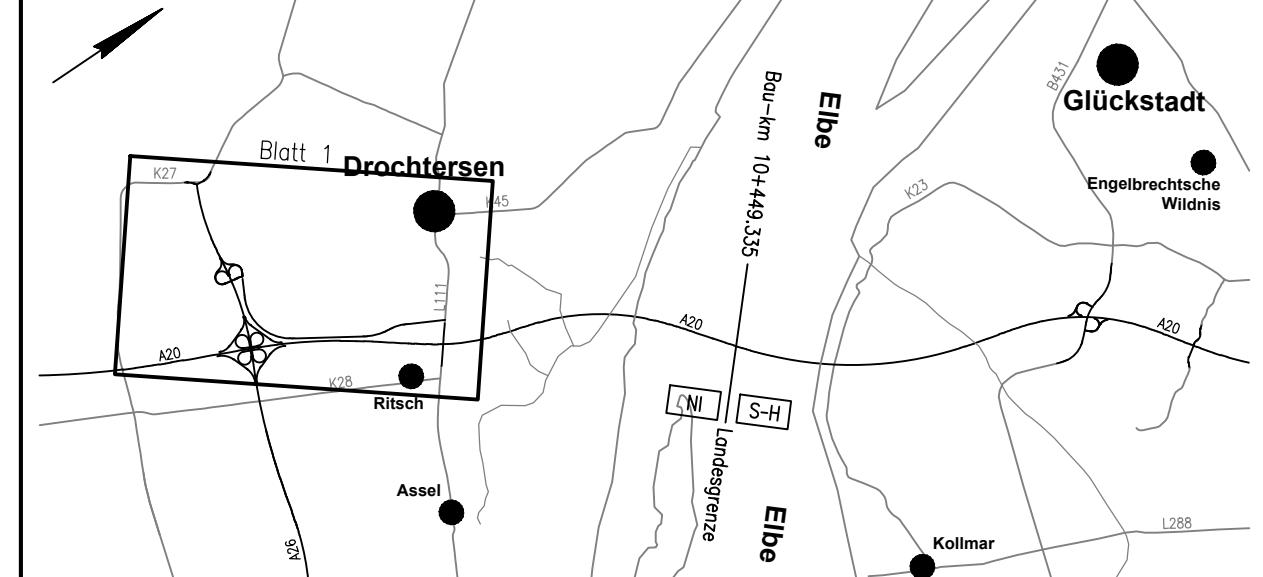 Blatt 1
Drochtersen
K27
K45
L111
A20
K28
Ritsch
Assel
A26
Bau-km 10+449.335
Elbe
A20
NI
S-H
Landesgrenze
Elbe
B431
Glückstadt
Engelbrechtsche
Wildnis
K23
A20
L288
Kollmar